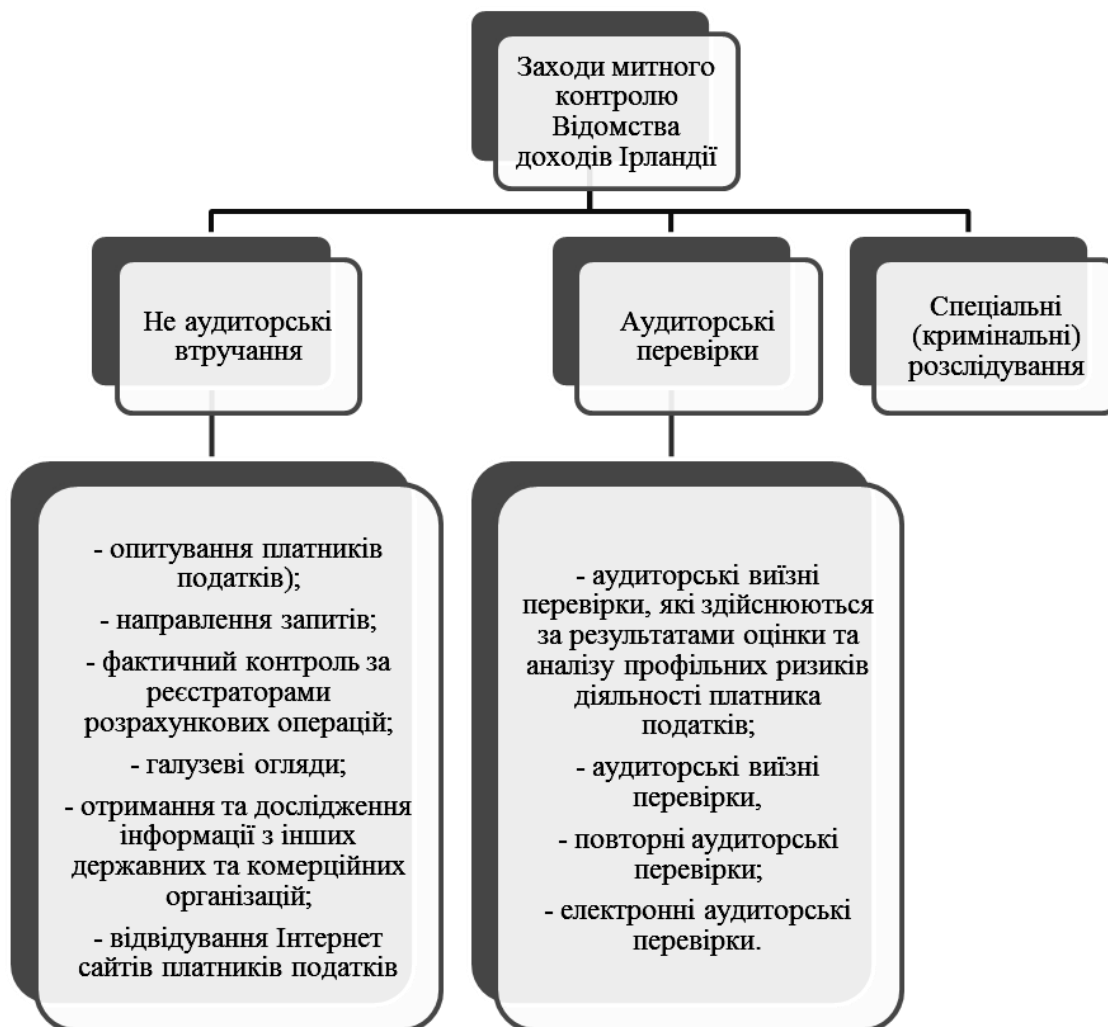 Заходи митного
контролю
Відомства
доходів Ірландії
Не аудиторські
втручання
Аудиторські
перевірки
Спеціальні
(кримінальні)
розслідування
- опитування платників
податків);
- направлення запитів;
- фактичний контроль за
реєстраторами
розрахункових операцій;
- галузеві огляди;
- отримання та дослідження
інформації з інших
державних та комерційних
організацій;
- відвідування Інтернет
сайтів платників податків
- аудиторські виїзні
перевірки, які здійснюються
за результатами оцінки та
аналізу профільних ризиків
діяльності платника
податків;
- аудиторські виїзні
перевірки,
- повторні аудиторські
перевірки;
- електронні аудиторські
перевірки.